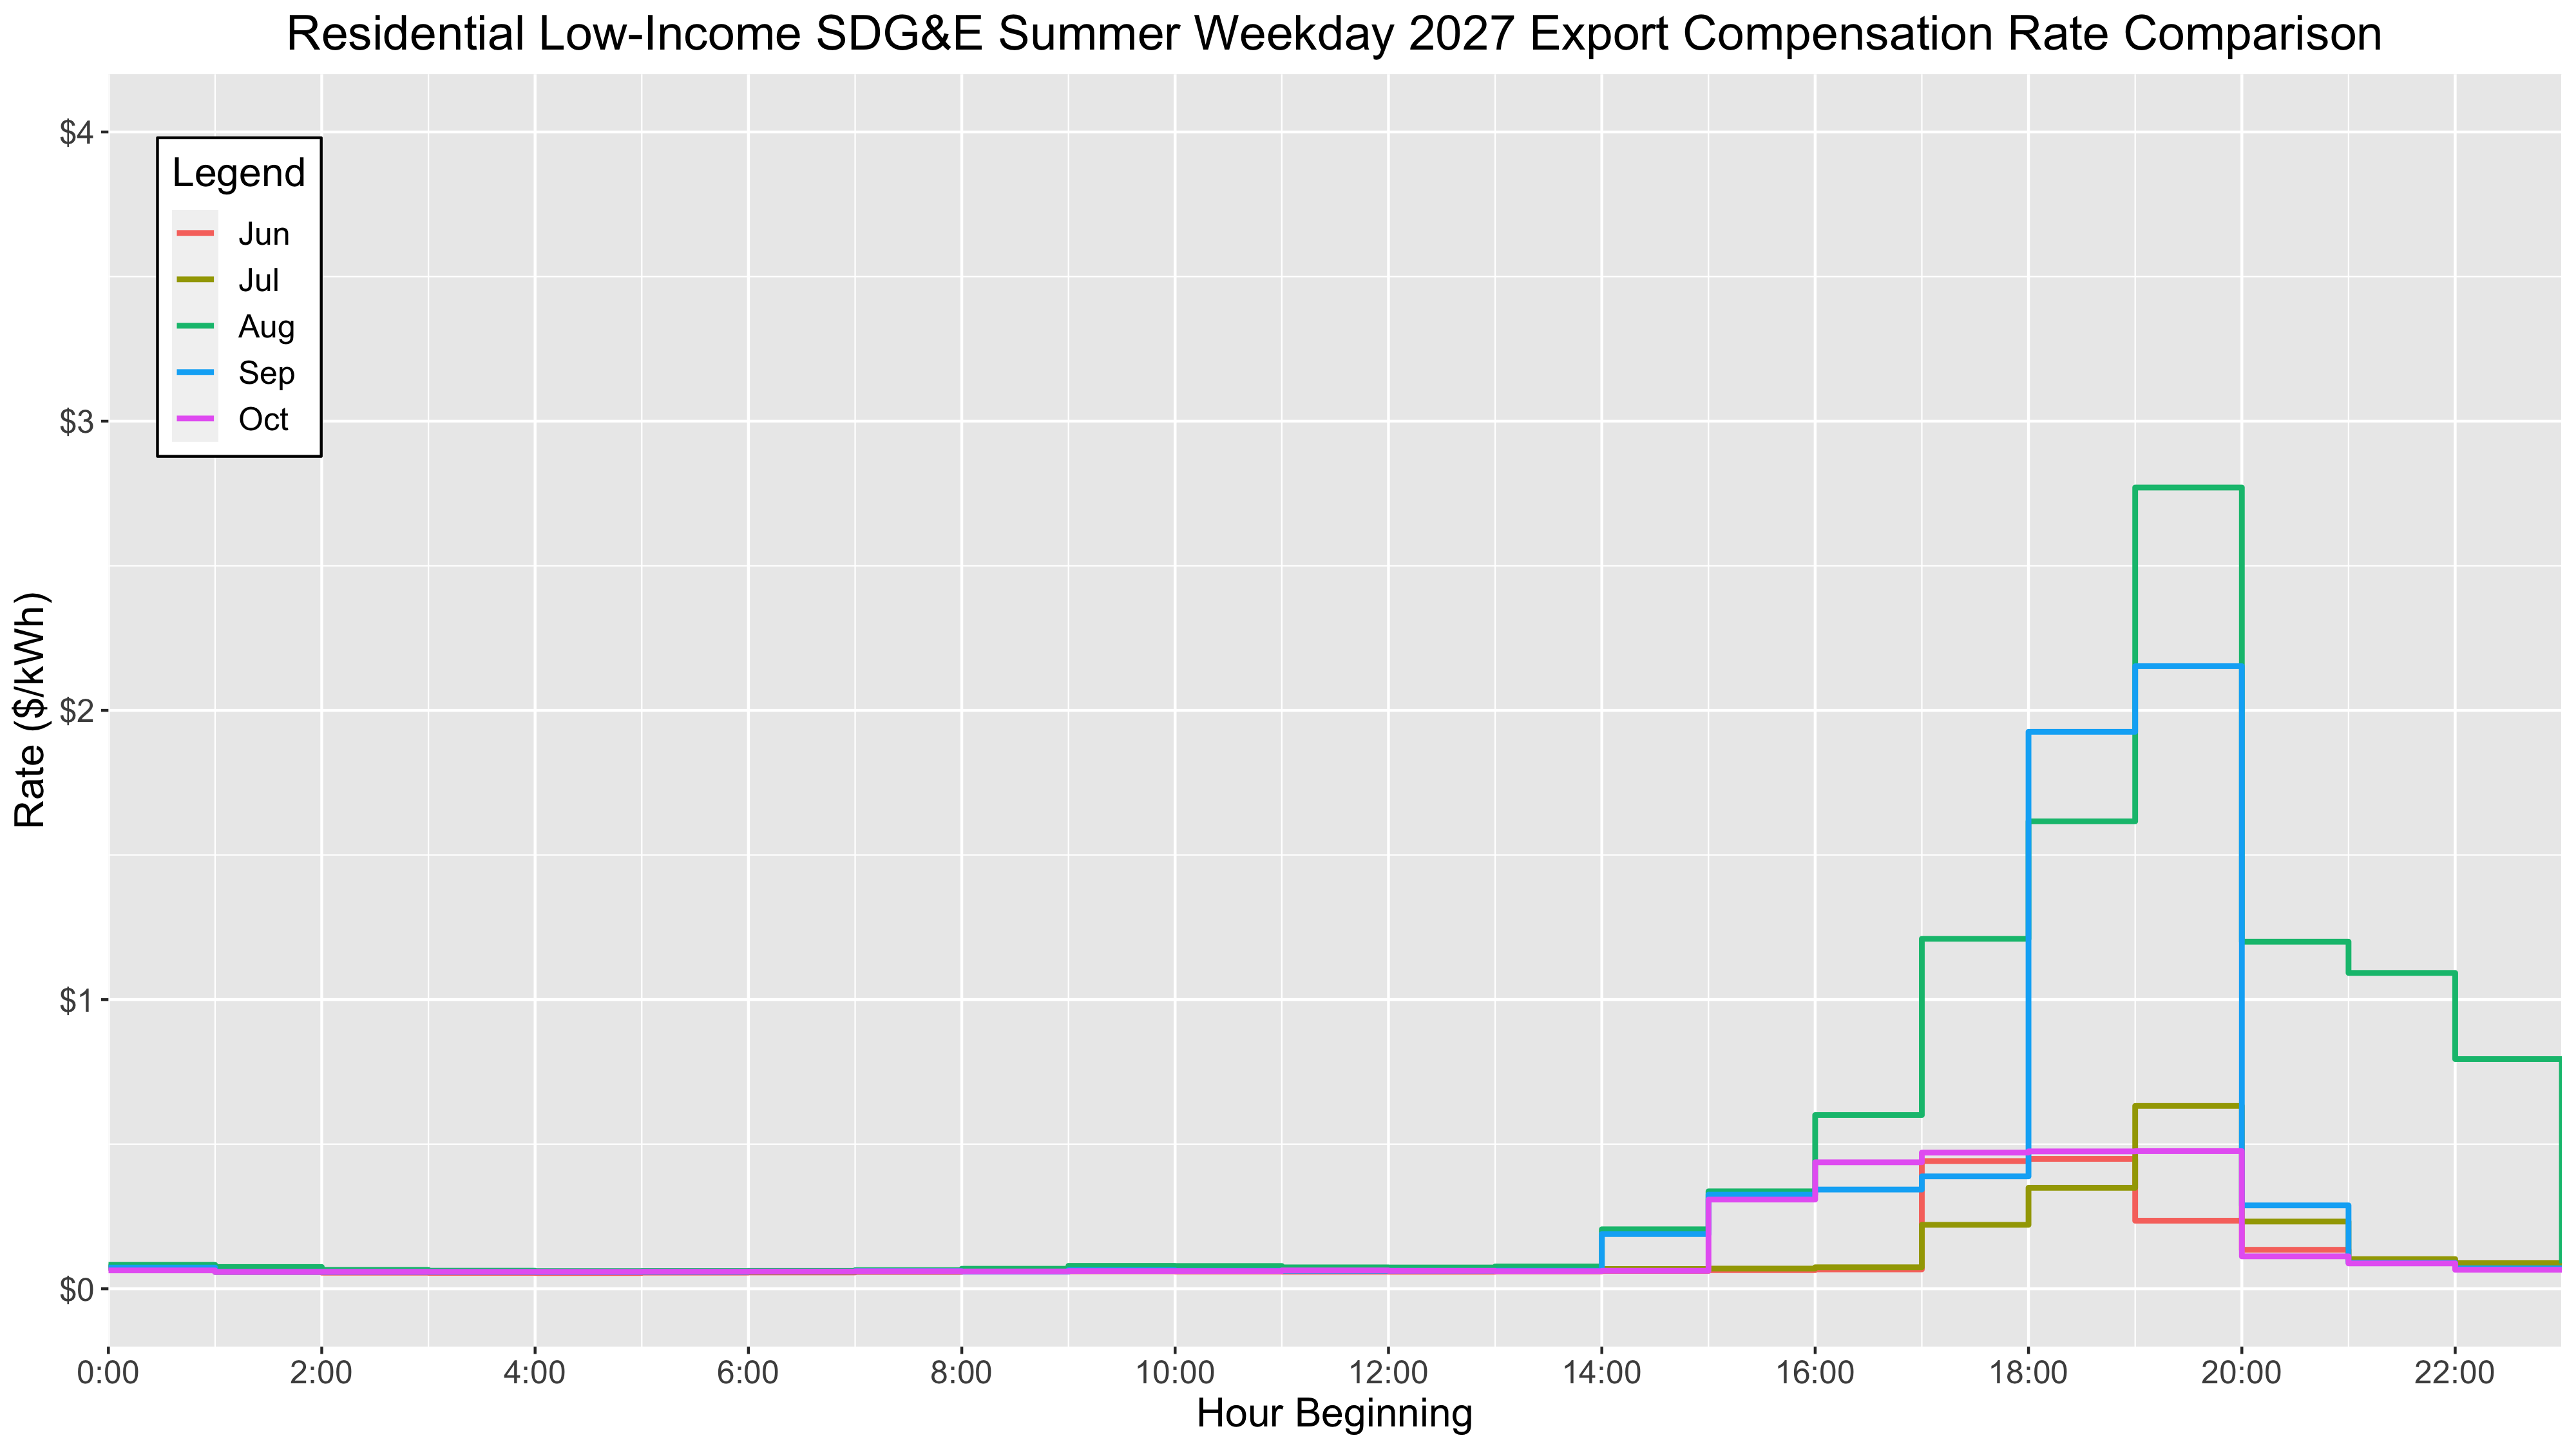 Residential Low-Income SDG&E Summer Weekday 2027 Export Compensation Rate Comparison
$4
$3
$2
$1
$0
Rate ($/kWh)
Legend
Jun
Jul
Aug
Sep
Oct
0:00 2:00 4:00 6:00 8:00 10:00 12:00 14:00 16:00 18:00 20:00 22:00
Hour Beginning